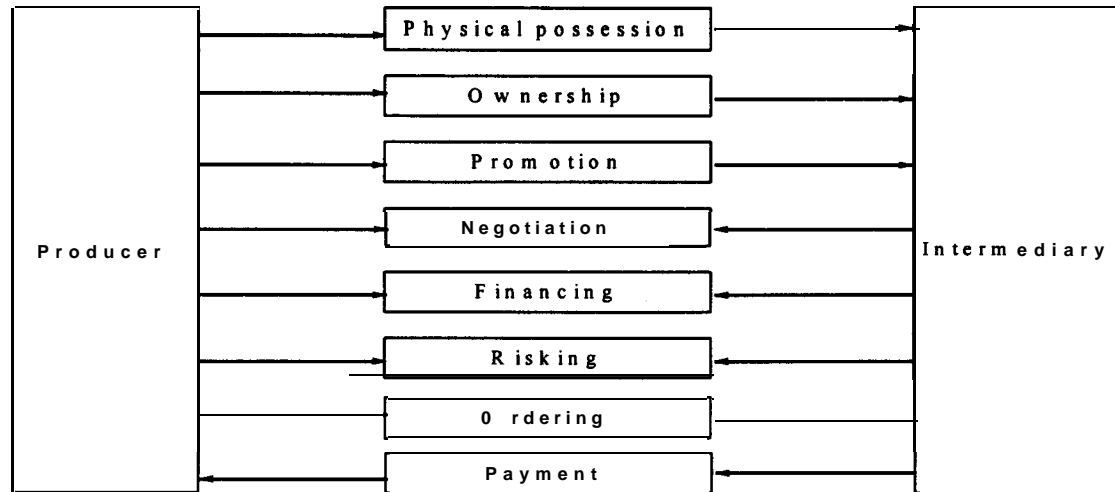 Physical possession
Ownership
Promotion
Negotiation
Producer
Intermediary
Financing
Risking
0 rdering
Payment